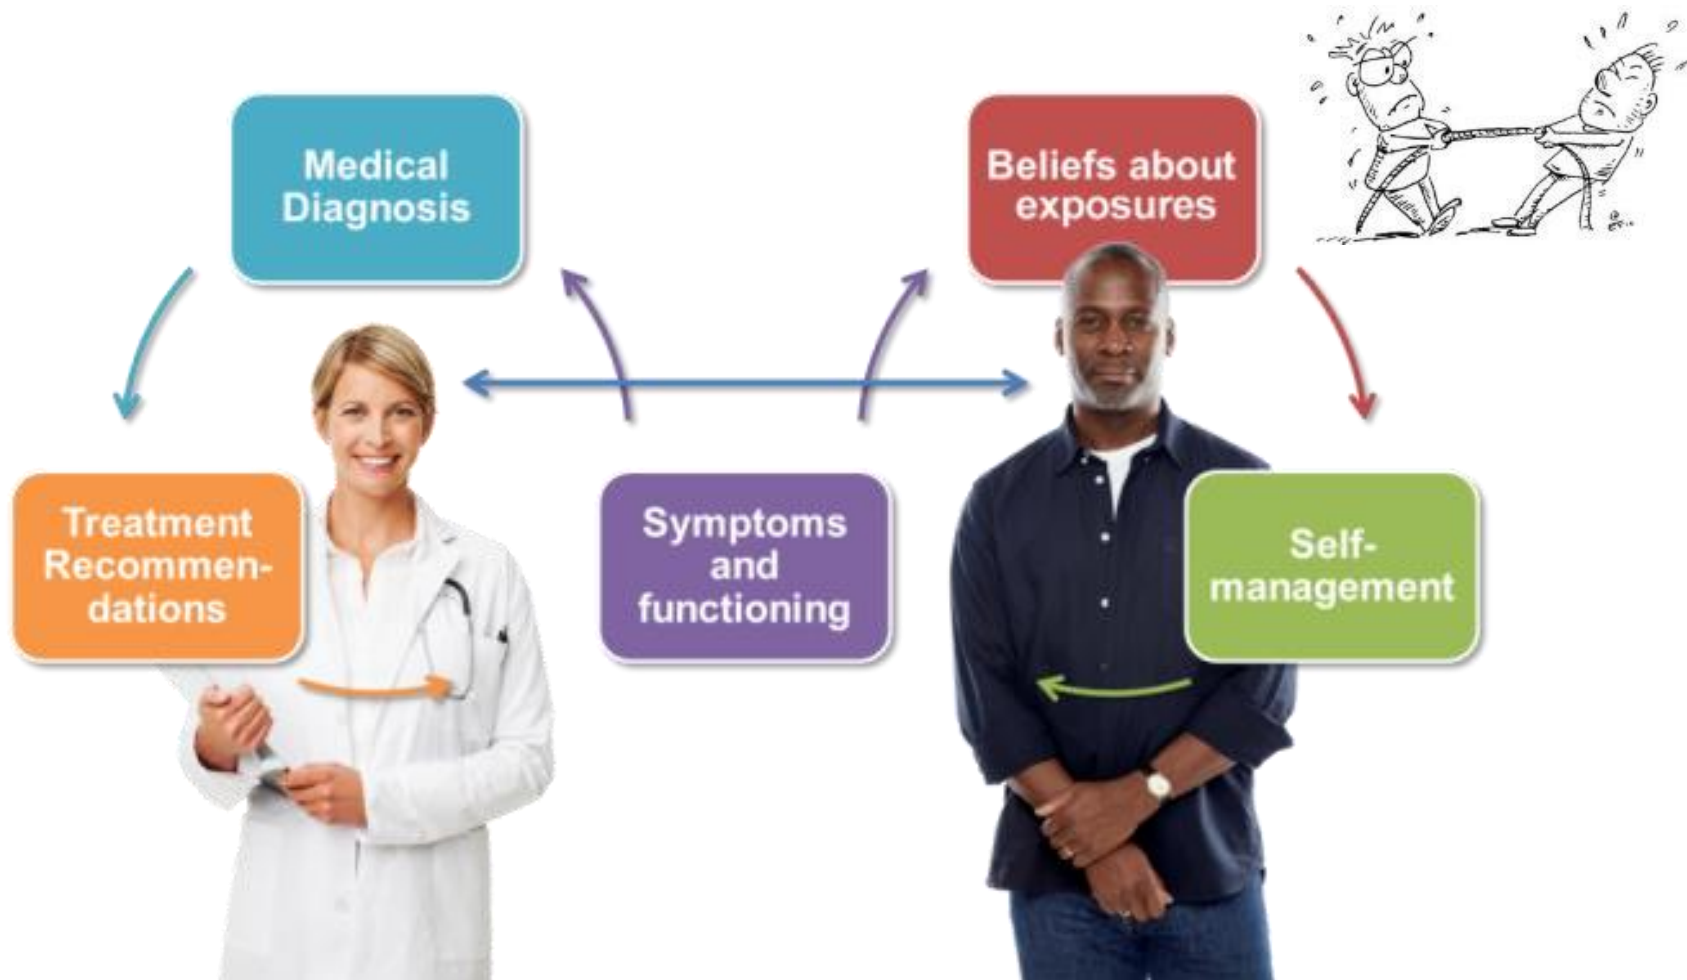 Medical
Diagnosis
Beliefs about
exposures
Treatment
Recommen-
dations
Symptoms
and
functioning
Self-
management